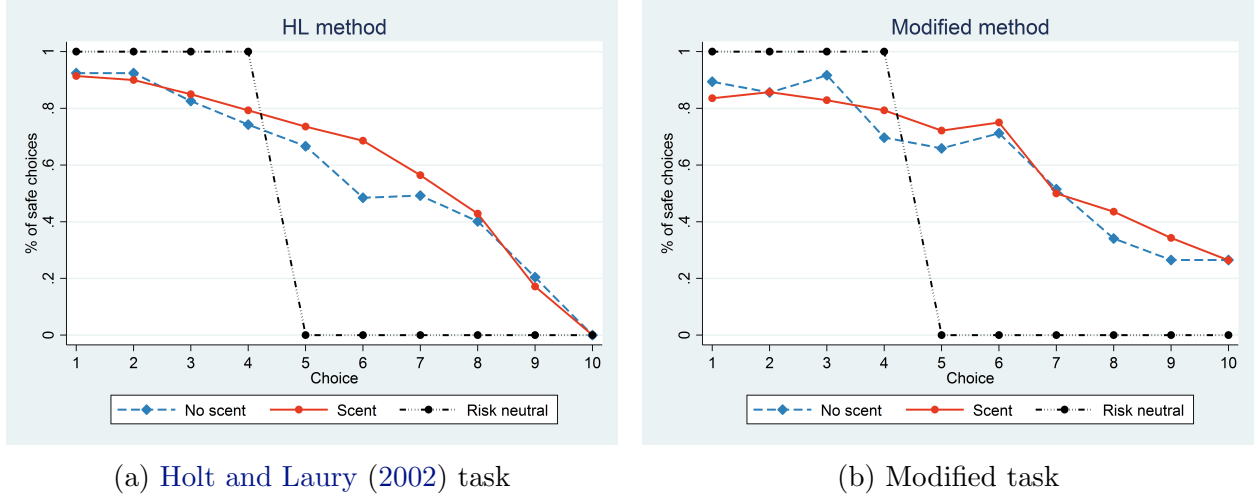 HL method
% of safe choices
1
.8
.6
.4
.2
0
1 2 3 4 5 6 7 8 9 10
Choice
No scent Scent Risk neutral
(a) Holt and Laury (2002) task
Modified method
% of safe choices
1
.8
.6
.4
.2
0
1 2 3 4 5 6 7 8 9 10
Choice
No scent Scent Risk neutral
(b) Modified task